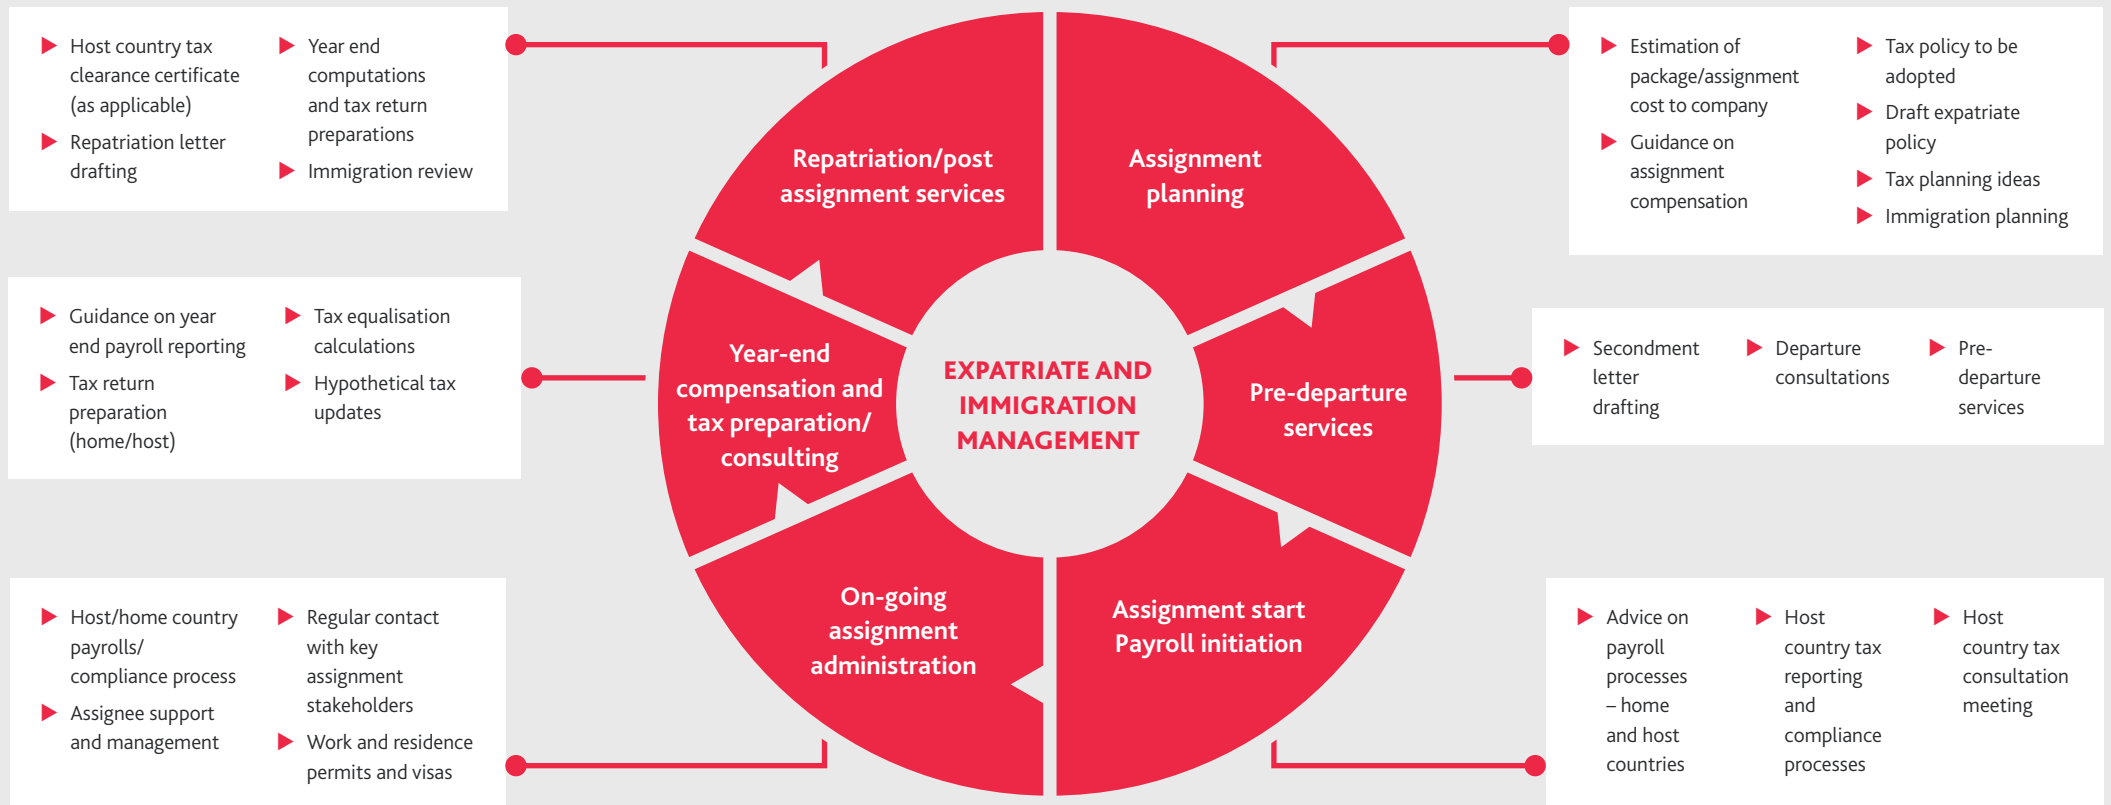 Host country tax
clearance certificate
(as applicable)
Repatriation letter
drafting
Year end
computations
and tax return
preparations
Immigration review
Repatriation/post
assignment services
Assignment
planning
Estimation of
package/assignment
cost to company
Guidance on
assignment
compensation
Tax policy to be
adopted
Draft expatriate
policy
Tax planning ideas
Immigration planning
Guidance on year
end payroll reporting
Tax return
preparation
(home/host)
Tax equalisation
calculations
Hypothetical tax
updates
Year-end
compensation and
tax preparation/
consulting
EXPATRIATE AND
IMMIGRATION
MANAGEMENT
Pre-departure
services
Secondment
letter
drafting
Departure
consultations
Pre-
departure
services
Host/home country
payrolls/
compliance process
Assignee support
and management
Regular contact
with key
assignment
stakeholders
Work and residence
permits and visas
On-going
assignment
administration
Assignment start
Payroll initiation
Advice on
payroll
processes
– home
and host
countries
Host
country tax
reporting
and
compliance
processes
Host
country tax
consultation
meeting